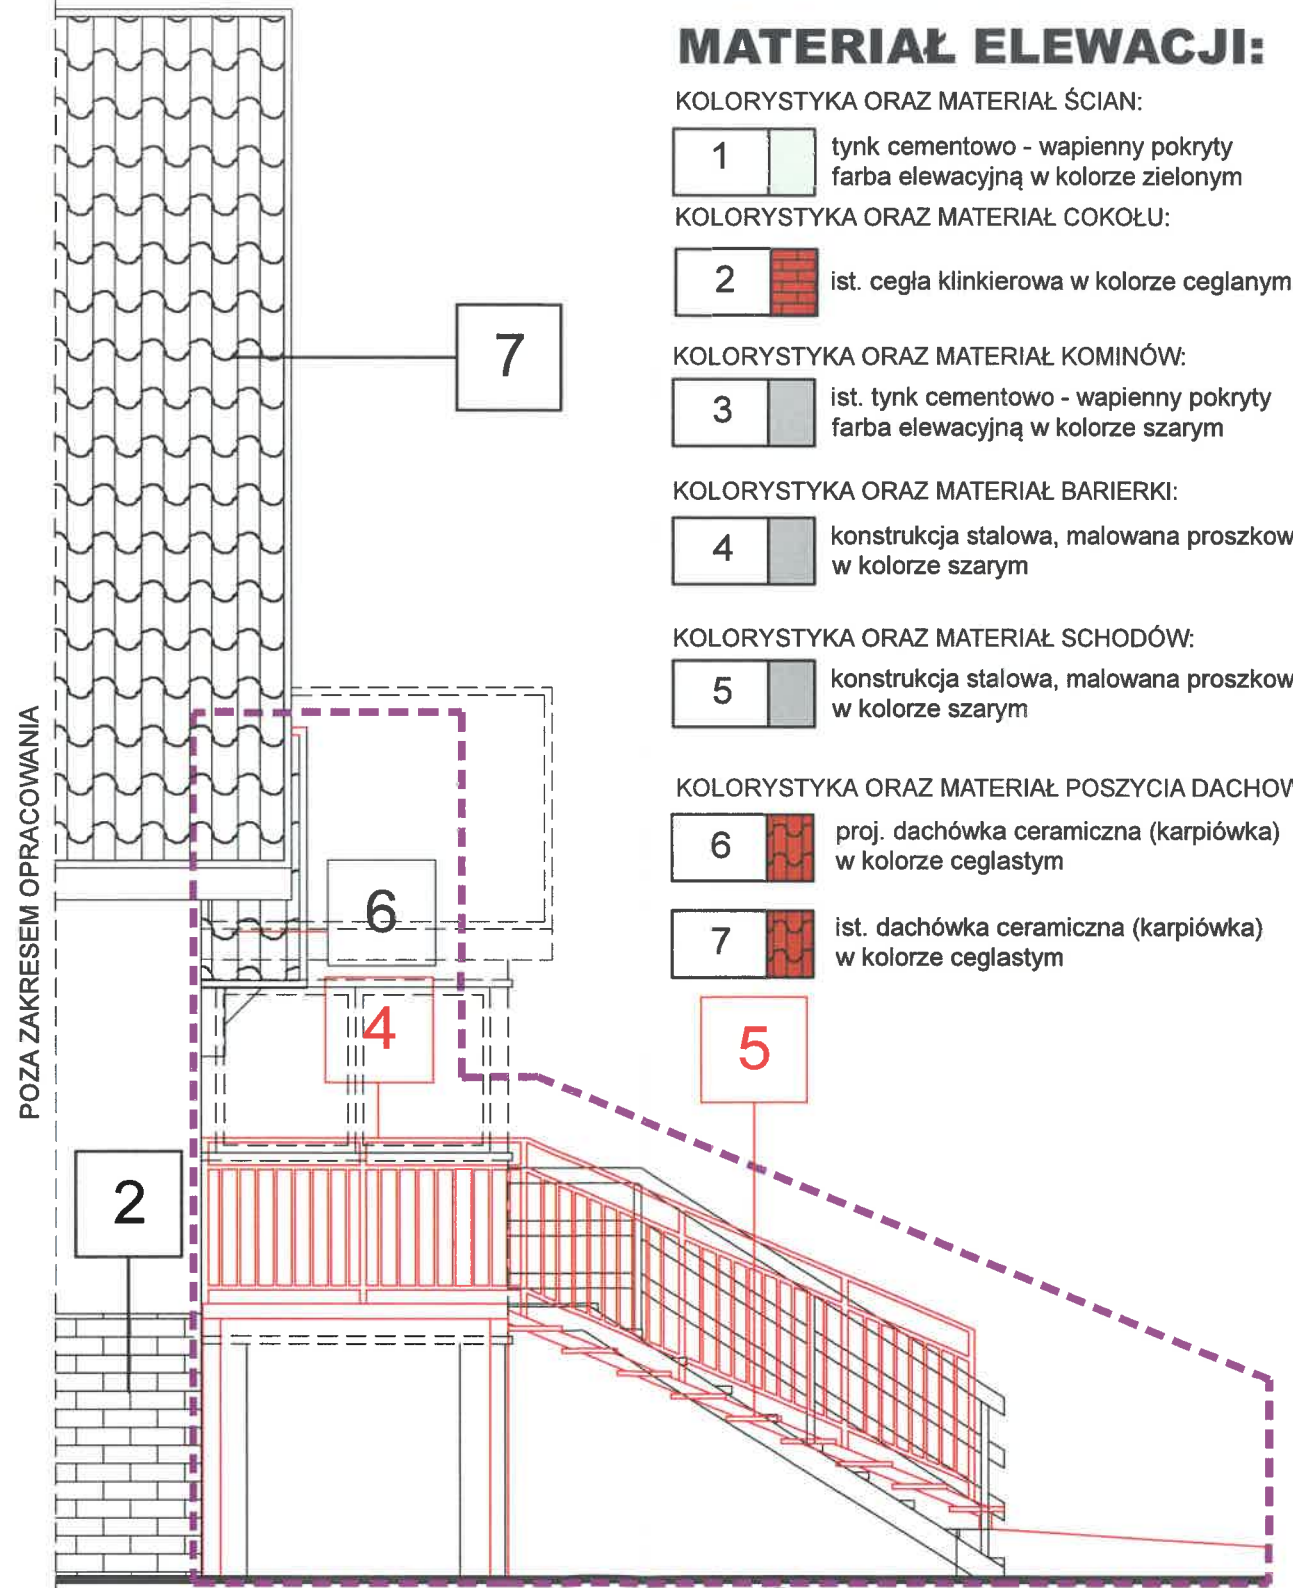 MATERIAŁ ELEWACJI:
KOLORYSTYKA ORAZ MATERIAŁ ŚCIAN:
1
tynk cementowo - wapienny pokryty
farba elewacyjną w kolorze zielonym
KOLORYSTYKA ORAZ MATERIAŁ COKOŁU:
2
ist. cegła klinkierowa w kolorze ceglanym
KOLORYSTYKA ORAZ MATERIAŁ KOMINÓW:
3
ist. tynk cementowo - wapienny pokryty
farba elewacyjną w kolorze szarym
KOLORYSTYKA ORAZ MATERIAŁ BARIERKI:
4
konstrukcja stalowa, malowana proszkow
w kolorze szarym
KOLORYSTYKA ORAZ MATERIAŁ SCHODÓW:
5
konstrukcja stalowa, malowana proszkow
w kolorze szarym
KOLORYSTYKA ORAZ MATERIAŁ POSZYCIA DACHOW
6
proj. dachówka ceramiczna (karpiówka)
w kolorze ceglastym
7
ist. dachówka ceramiczna (karpiówka)
w kolorze ceglastym
7
6
4
5
2
POZA ZAKRESEM OPRACOWANIA